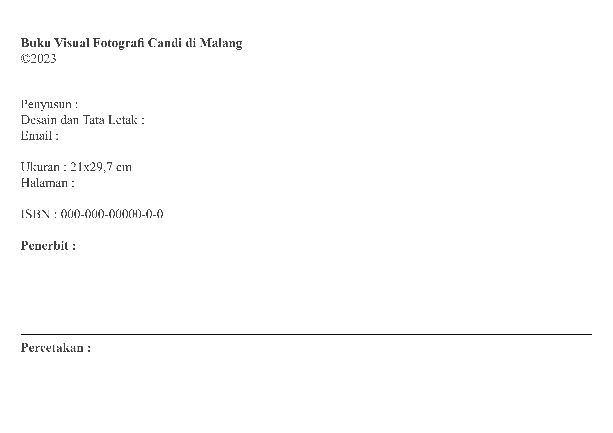 Buku Visual Fotografi Candi di Malang
©2023
Penyusun :
Desain dan Tata Letak :
Email :
Ukuran : 21x29,7 cm
Halaman :
ISBN : 000-000-00000-0-0
Penerbit :
Percetakan :